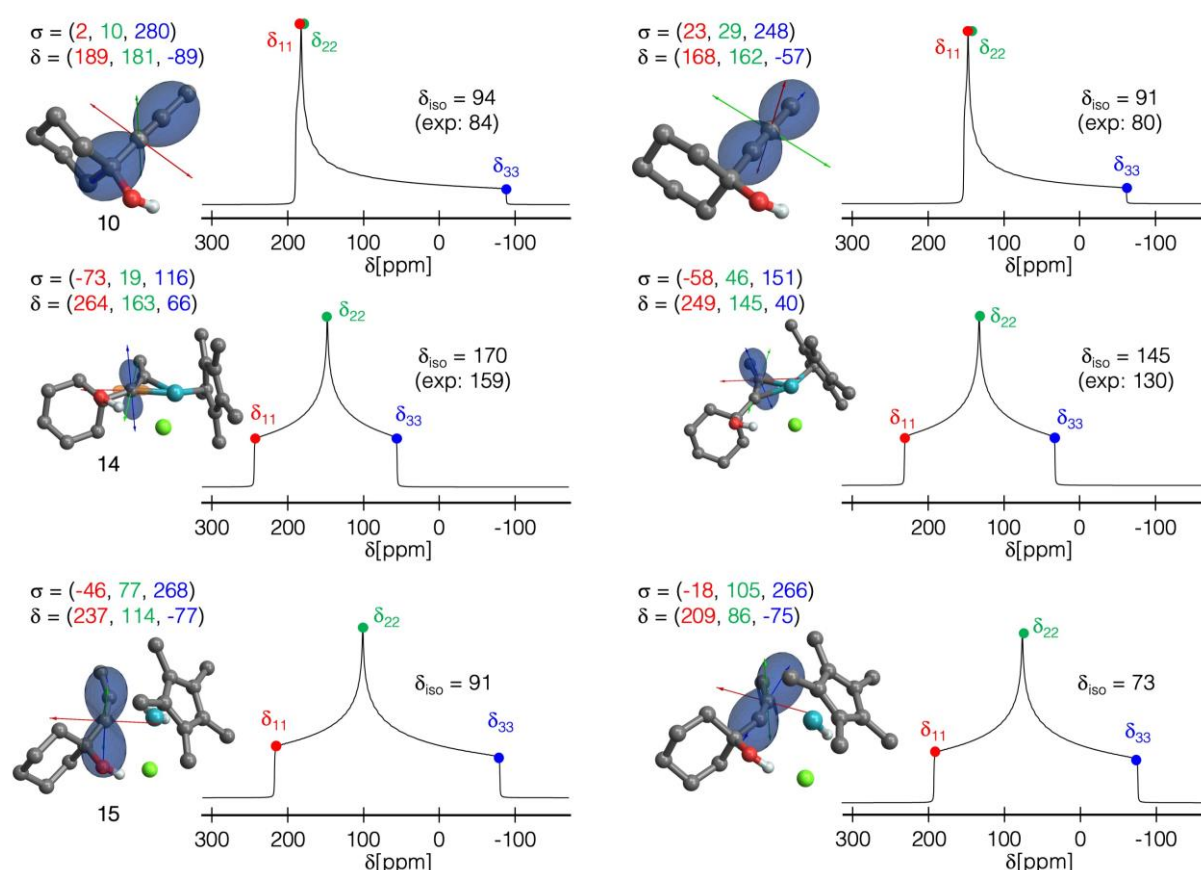 σ = (2, 10, 280)
δ = (189, 181, -89)
δ11
δ22
δiso = 94
(exp: 84)
δ33
10
300 200 100 0 -100
δ[ppm]
σ = (23, 29, 248)
δ = (168, 162, -57)
δ11
δ22
δiso = 91
(exp: 80)
δ33
300 200 100 0 -100
δ[ppm]
σ = (-73, 19, 116)
δ = (264, 163, 66)
δ22
δiso = 170
(exp: 159)
δ11
δ33
14
300 200 100 0 -100
δ[ppm]
σ = (-58, 46, 151)
δ = (249, 145, 40)
δ22
δiso = 145
(exp: 130)
δ11
δ33
300 200 100 0 -100
δ[ppm]
σ = (-46, 77, 268)
δ = (237, 114, -77)
δ22
δiso = 91
δ11
δ33
15
300 200 100 0 -100
δ[ppm]
σ = (-18, 105, 266)
δ = (209, 86, -75)
δ22
δiso = 73
δ11
δ33
300 200 100 0 -100
δ[ppm]